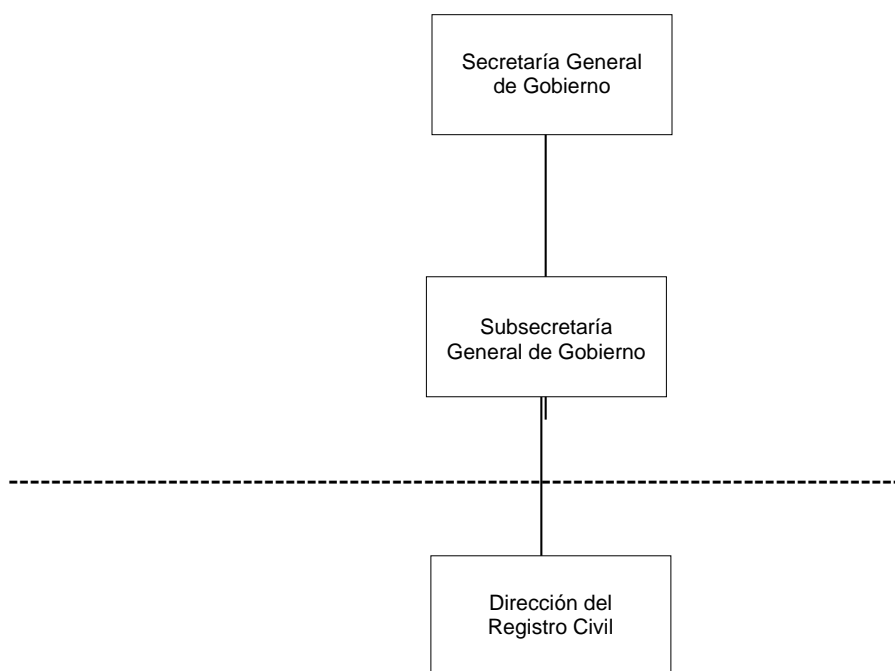 Secretaría General
de Gobierno
Subsecretaría
General de Gobierno
Dirección del
Registro Civil